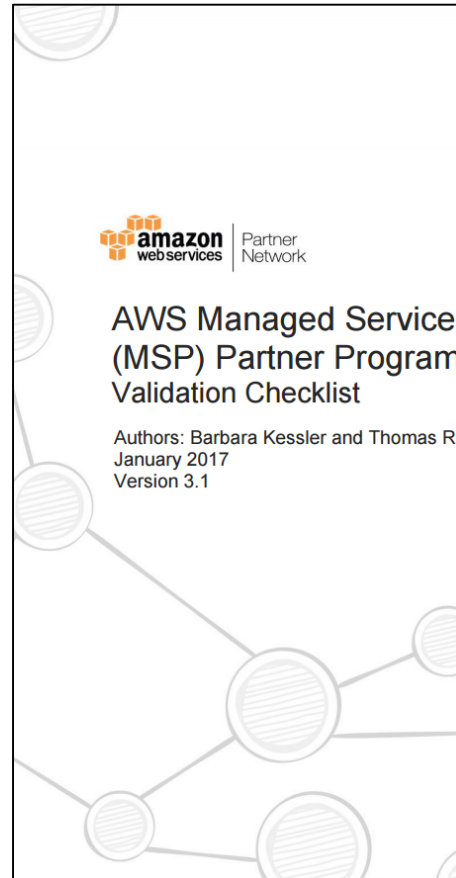 amazon
webservices
Partner
Network
AWS Managed Service
(MSP) Partner Program
Validation Checklist
Authors: Barbara Kessler and Thomas R
January 2017
Version 3.1